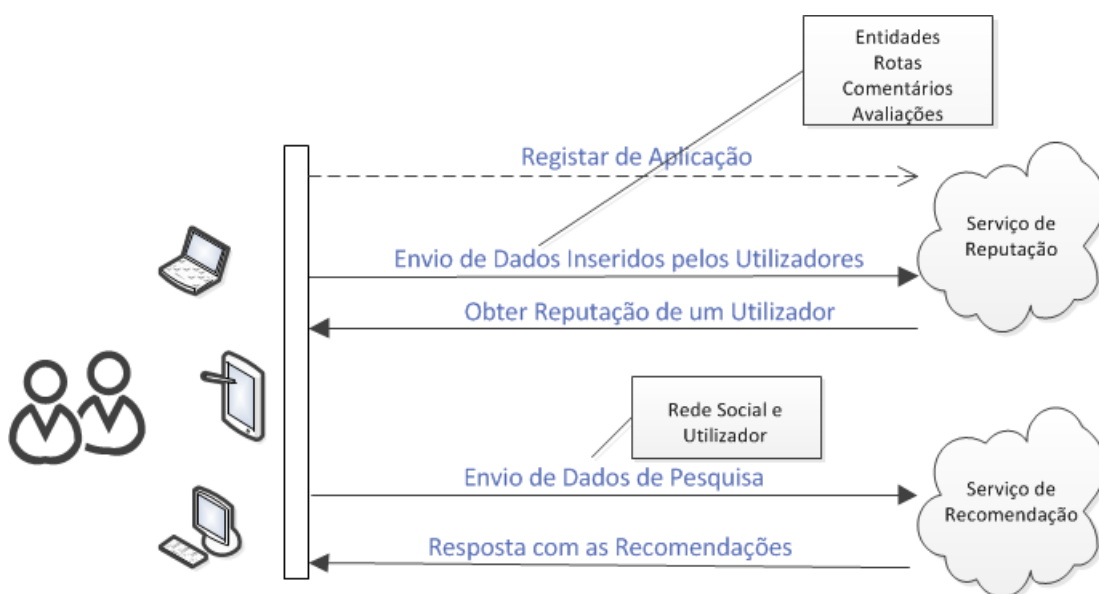 Entidades
Rotas
Comentários
Avaliações
Registar de Aplicação
Serviço de
Reputação
Envio de Dados Inseridos pelos Utilizadores
Obter Reputação de um Utilizador
Rede Social e
Utilizador
Envio de Dados de Pesquisa
Serviço de
Recomendação
Resposta com as Recomendações